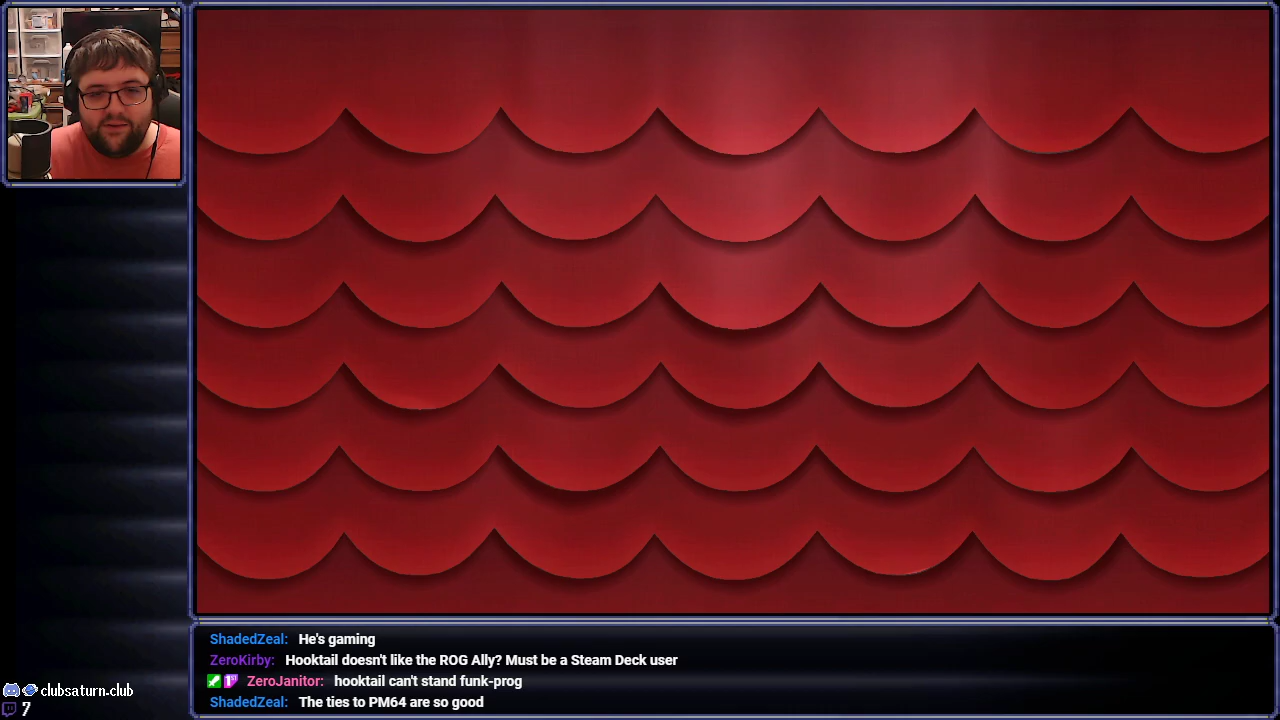 ShadedZeal: He's gaming
ZeroKirby: Hooktail doesn't like the ROG Ally? Must be a Steam Deck user
ZeroJanitor: hooktail can't stand funk-prog
ShadedZeal: The ties to PM64 are so good
clubsaturn.club
7